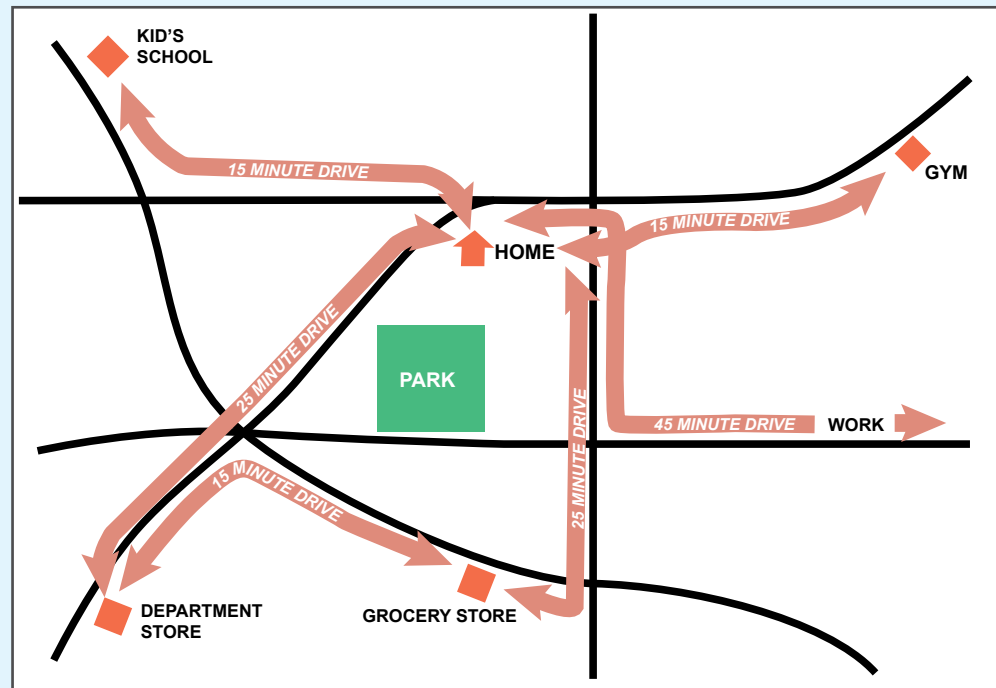 KID'S
SCHOOL
15 MINUTE DRIVE
GYM
15 MINUTE DRIVE
HOME
25 MINUTE DRIVE
PARK
45 MINUTE DRIVE
WORK
25 MINUTE DRIVE
15 MINUTE DRIVE
DEPARTMENT
STORE
GROCERY STORE